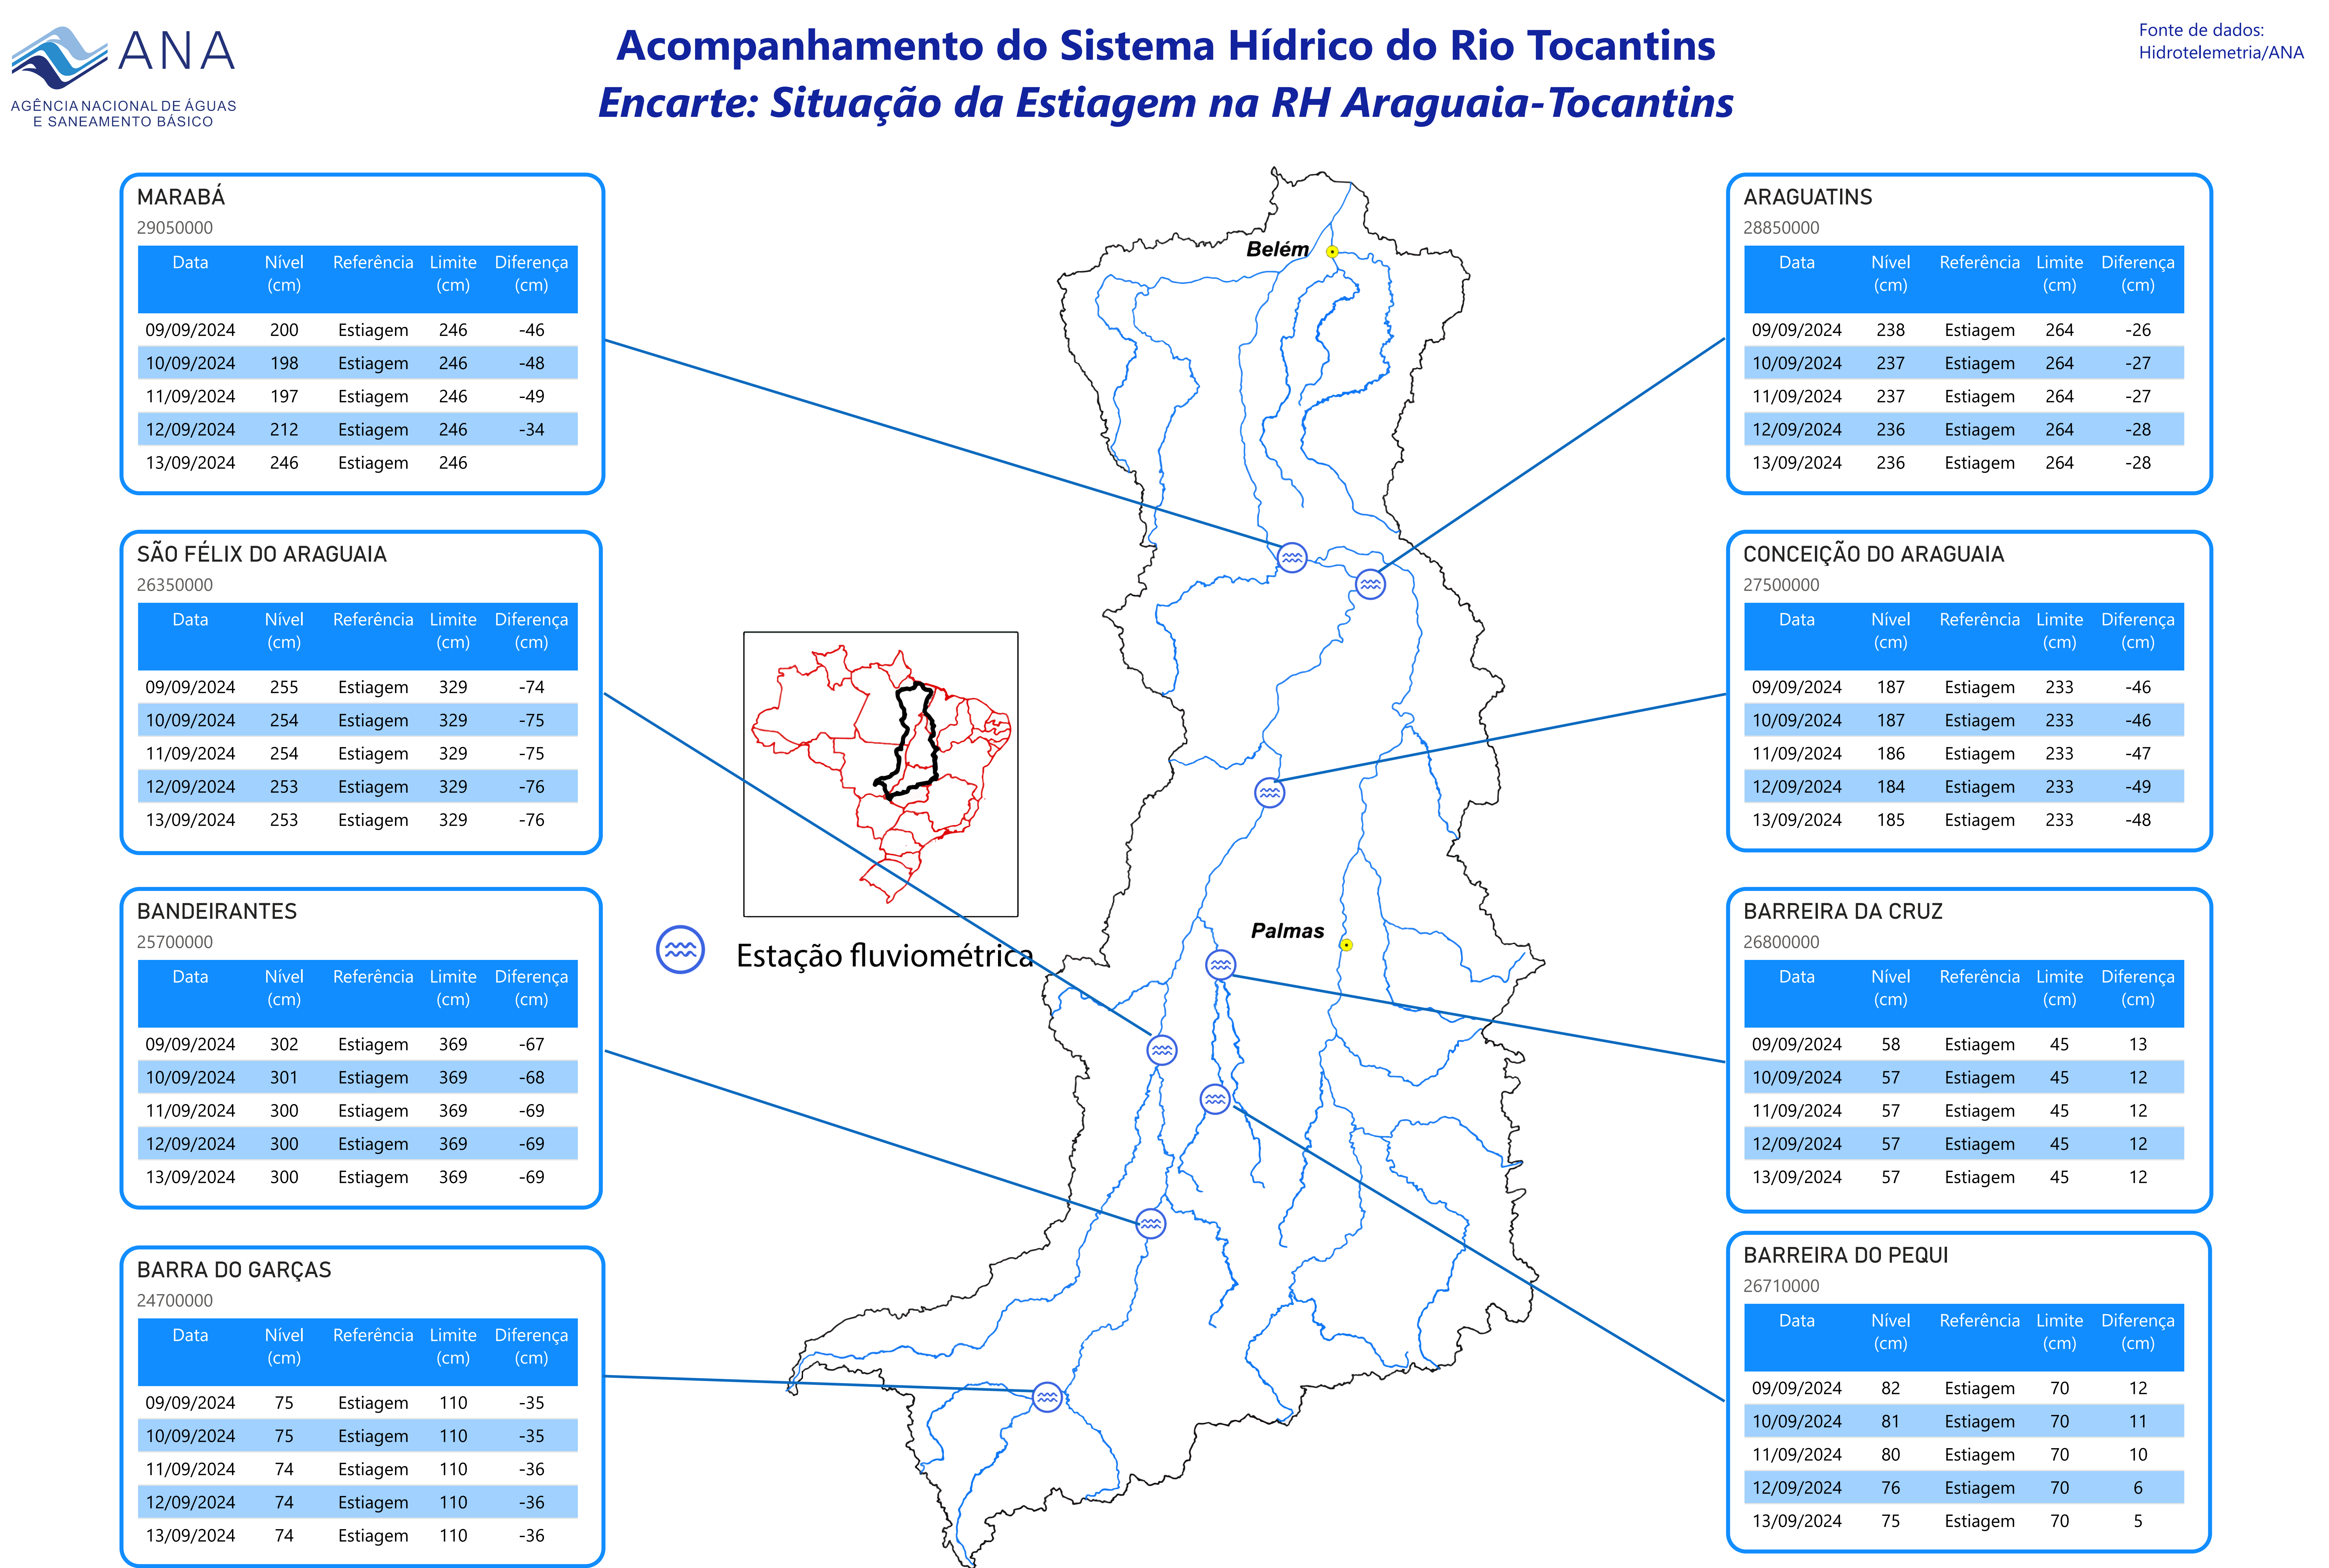 ANA
AGÊNCIA NACIONAL DE ÁGUAS
E SANEAMENTO BÁSICO
Acompanhamento do Sistema Hídrico do Rio Tocantins
Encarte: Situação da Estiagem na RH Araguaia-Tocantins
Fonte de dados:
Hidrotelemetria/ANA
MARABÁ
29050000
Data Nível (cm) Referência Limite (cm) Diferença (cm)
09/09/2024 200 Estiagem 246 -46
10/09/2024 198 Estiagem 246 -48
11/09/2024 197 Estiagem 246 -49
12/09/2024 212 Estiagem 246 -34
13/09/2024 246 Estiagem 246
SÃO FÉLIX DO ARAGUAIA
26350000
Data Nível (cm) Referência Limite (cm) Diferença (cm)
09/09/2024 255 Estiagem 329 -74
10/09/2024 254 Estiagem 329 -75
11/09/2024 254 Estiagem 329 -75
12/09/2024 253 Estiagem 329 -76
13/09/2024 253 Estiagem 329 -76
BANDEIRANTES
25700000
Data Nível (cm) Referência Limite (cm) Diferença (cm)
09/09/2024 302 Estiagem 369 -67
10/09/2024 301 Estiagem 369 -68
11/09/2024 300 Estiagem 369 -69
12/09/2024 300 Estiagem 369 -69
13/09/2024 300 Estiagem 369 -69
BARRA DO GARÇAS
24700000
Data Nível (cm) Referência Limite (cm) Diferença (cm)
09/09/2024 75 Estiagem 110 -35
10/09/2024 75 Estiagem 110 -35
11/09/2024 74 Estiagem 110 -36
12/09/2024 74 Estiagem 110 -36
13/09/2024 74 Estiagem 110 -36
Belém
Palmas
Estação fluviométrica
ARAGUATINS
28850000
Data Nível (cm) Referência Limite (cm) Diferença (cm)
09/09/2024 238 Estiagem 264 -26
10/09/2024 237 Estiagem 264 -27
11/09/2024 237 Estiagem 264 -27
12/09/2024 236 Estiagem 264 -28
13/09/2024 236 Estiagem 264 -28
CONCEIÇÃO DO ARAGUAIA
27500000
Data Nível (cm) Referência Limite (cm) Diferença (cm)
09/09/2024 187 Estiagem 233 -46
10/09/2024 187 Estiagem 233 -46
11/09/2024 186 Estiagem 233 -47
12/09/2024 184 Estiagem 233 -49
13/09/2024 185 Estiagem 233 -48
BARREIRA DA CRUZ
26800000
Data Nível (cm) Referência Limite (cm) Diferença (cm)
09/09/2024 58 Estiagem 45 13
10/09/2024 57 Estiagem 45 12
11/09/2024 57 Estiagem 45 12
12/09/2024 57 Estiagem 45 12
13/09/2024 57 Estiagem 45 12
BARREIRA DO PEQUI
26710000
Data Nível (cm) Referência Limite (cm) Diferença (cm)
09/09/2024 82 Estiagem 70 12
10/09/2024 81 Estiagem 70 11
11/09/2024 80 Estiagem 70 10
12/09/2024 76 Estiagem 70 6
13/09/2024 75 Estiagem 70 5